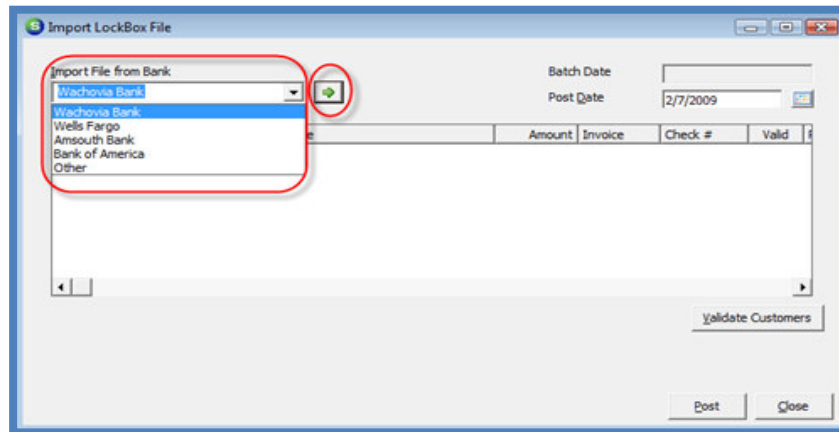 Import LockBox File
Import File from Bank
Batch Date
Wachovia Bank
Post Date
2/7/2009
Wachovia Bank
Wells Fargo
Amsouth Bank
Bank of America
Other
Amount Invoice Check # Valid
Validate Customers
Post Close